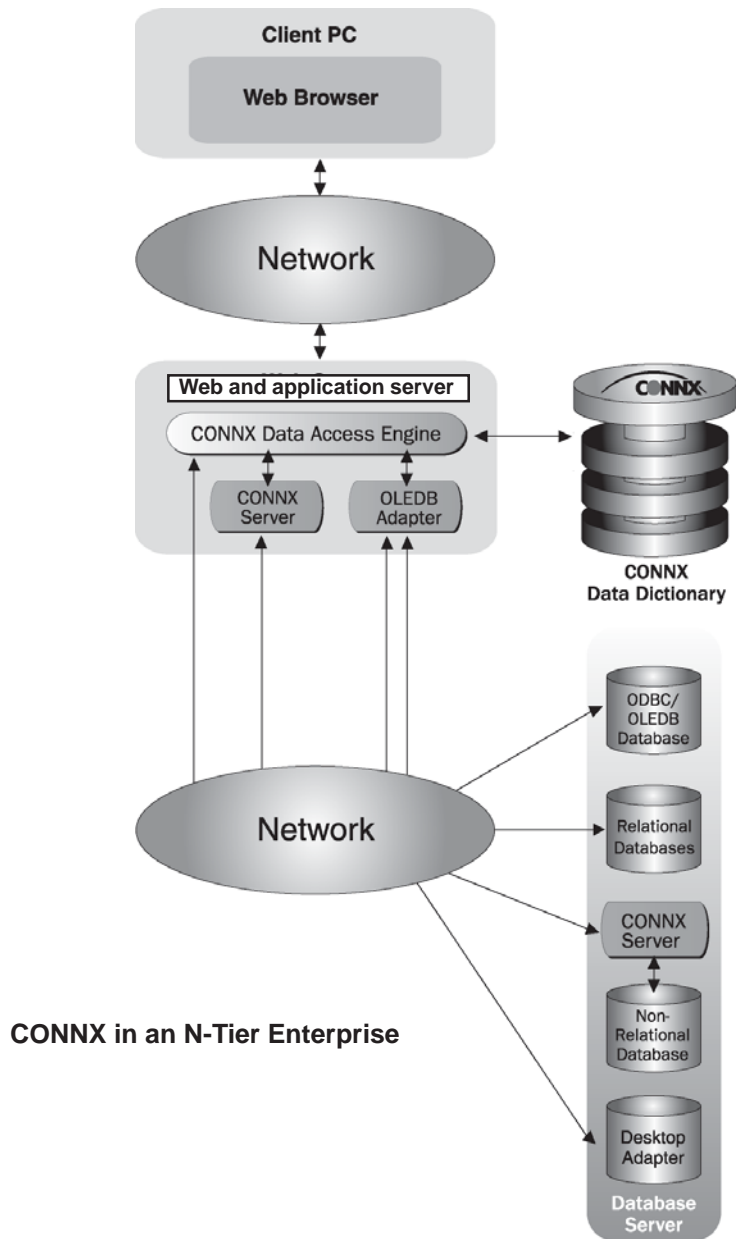 Client PC
Web Browser
Network
Web and application server
CONNX Data Access Engine
CONNX
Server
OLEDB
Adapter
CONNX
CONNX
Data Dictionary
ODBC/
OLEDB
Database
Relational
Databases
Network
CONNX
Server
Non-
Relational
Database
CONNX in an N-Tier Enterprise
Desktop
Adapter
Database
Server